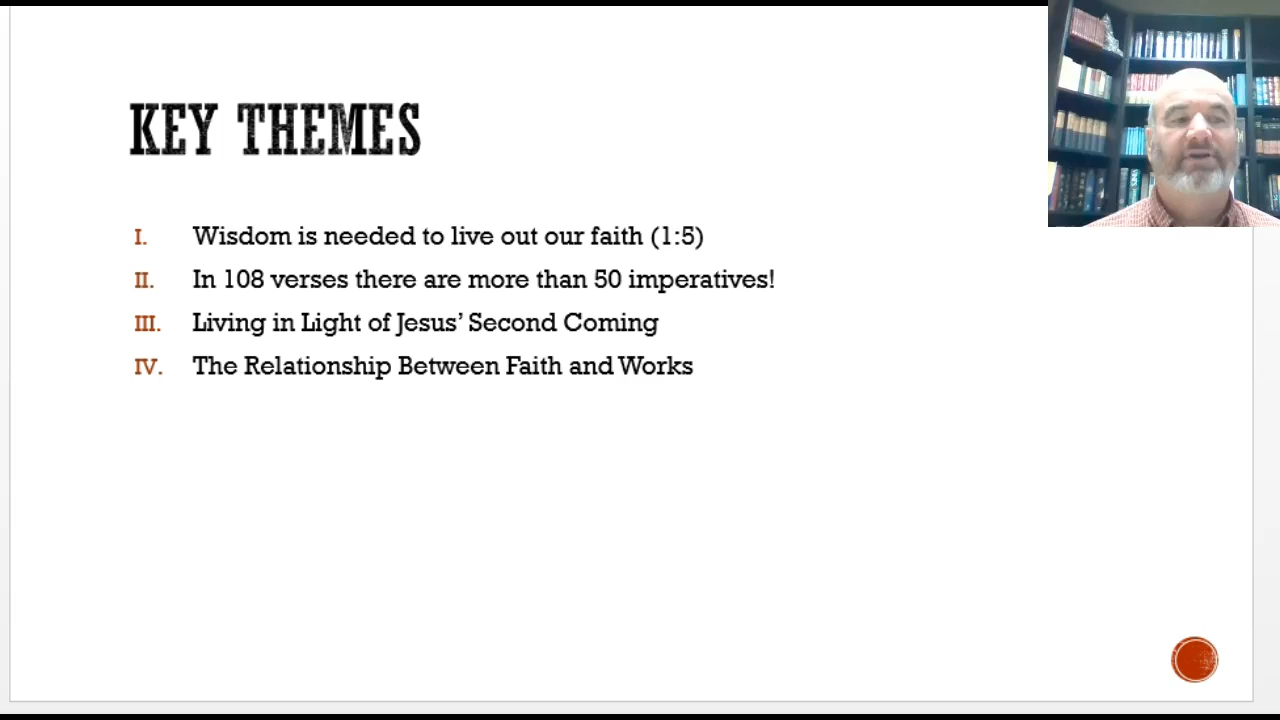 KEY THEMES
I. Wisdom is needed to live out our faith (1:5)
II. In 108 verses there are more than 50 imperatives!
III. Living in Light of Jesus’ Second Coming
IV. The Relationship Between Faith and Works